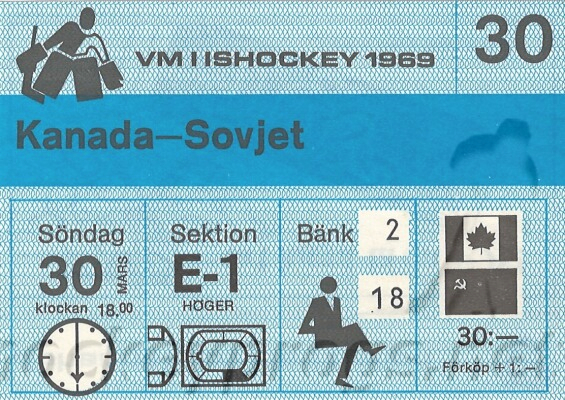 VM I ISHOCKEY 1969
30
Kanada—Sovjet
Söndag
30 MARS
klockan 18.00
Sektion
E-1
HÖGER
Bänk 2
18
30:—
Förköp + 1:—